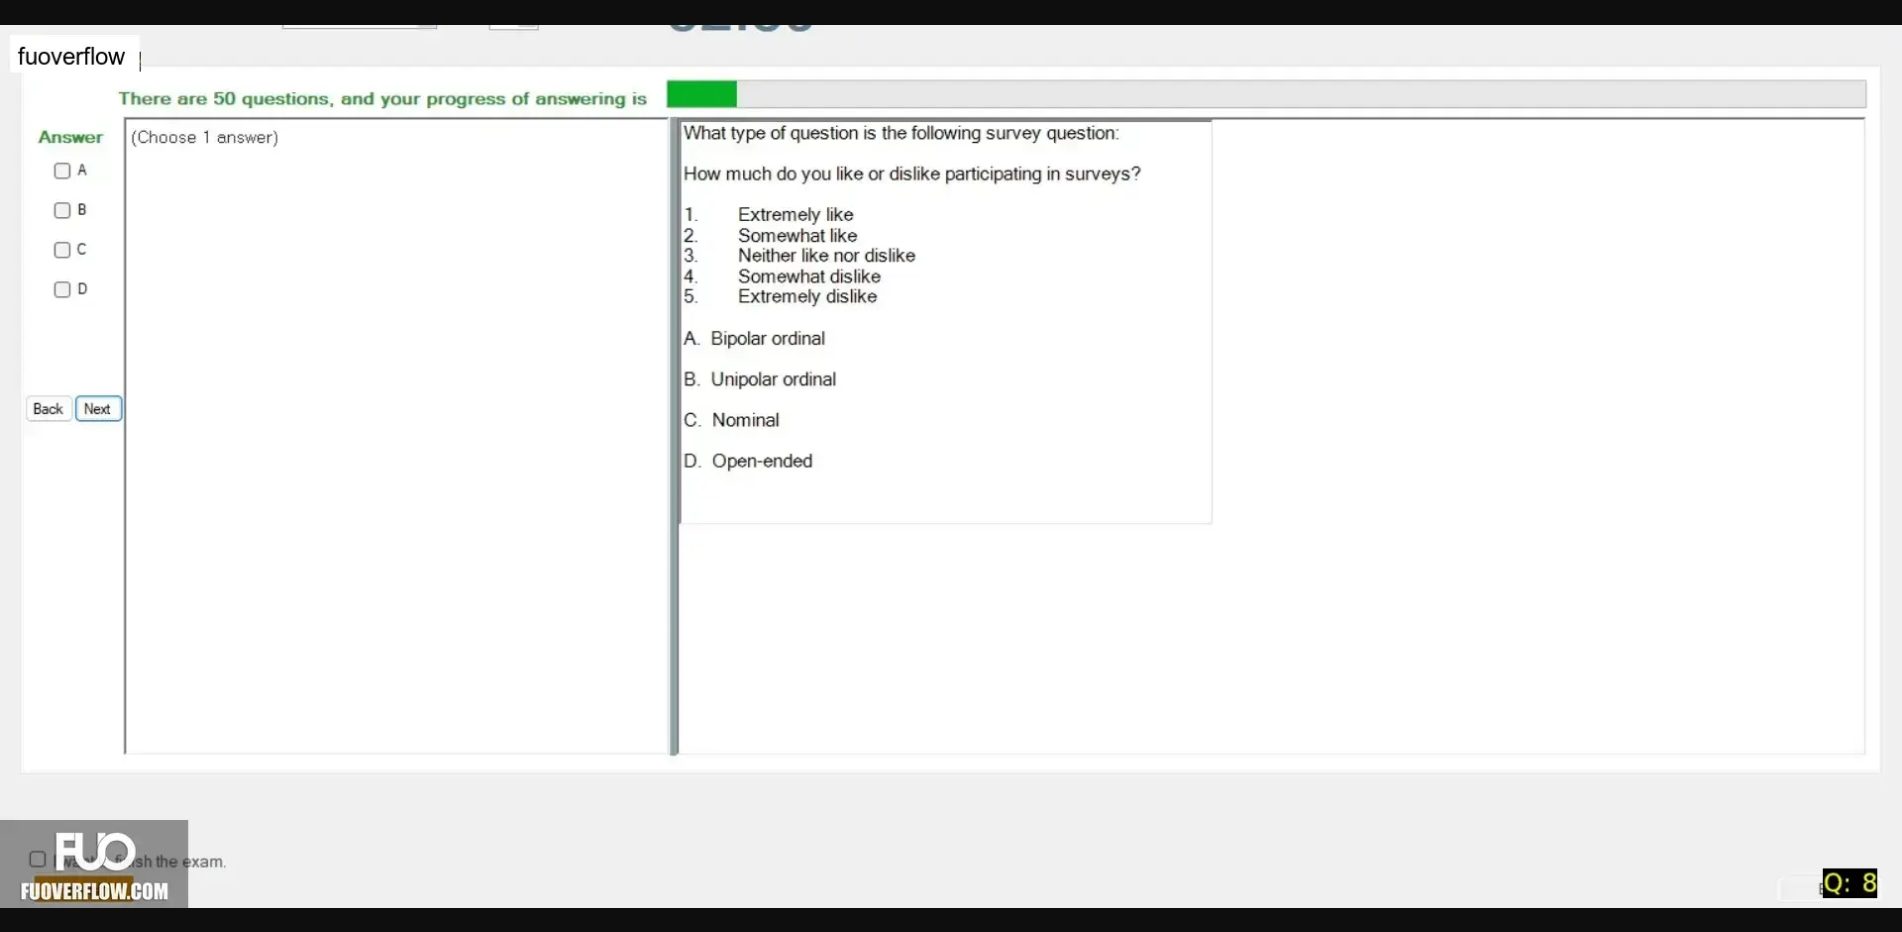 fuoverflow
There are 50 questions, and your progress of answering is
Answer
(Choose 1 answer)
A
B
C
D
Back
Next
What type of question is the following survey question:
How much do you like or dislike participating in surveys?
1. Extremely like
2. Somewhat like
3. Neither like nor dislike
4. Somewhat dislike
5. Extremely dislike
A. Bipolar ordinal
B. Unipolar ordinal
C. Nominal
D. Open-ended
FUO
the exam.
FUOVERFLOW.COM
Q: 8